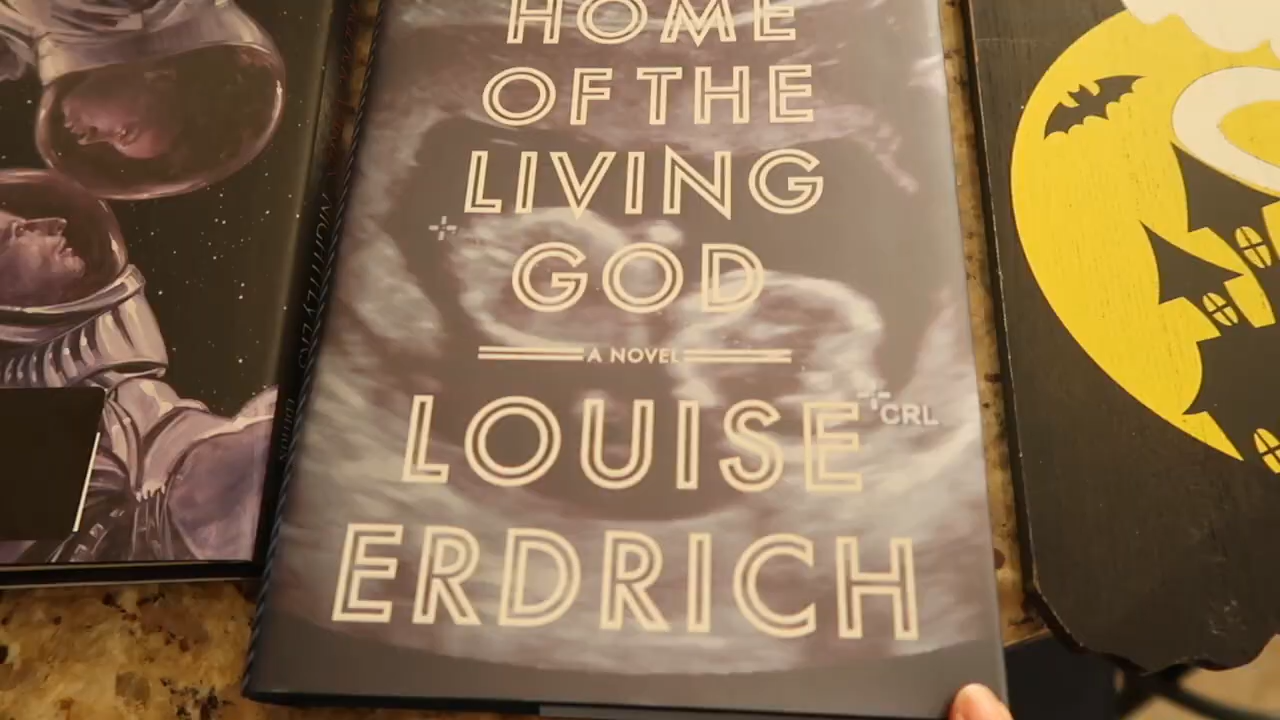 HOME
OF THE
LIVING
GOD
A NOVEL
CRL
LOUISE
ERDRICH